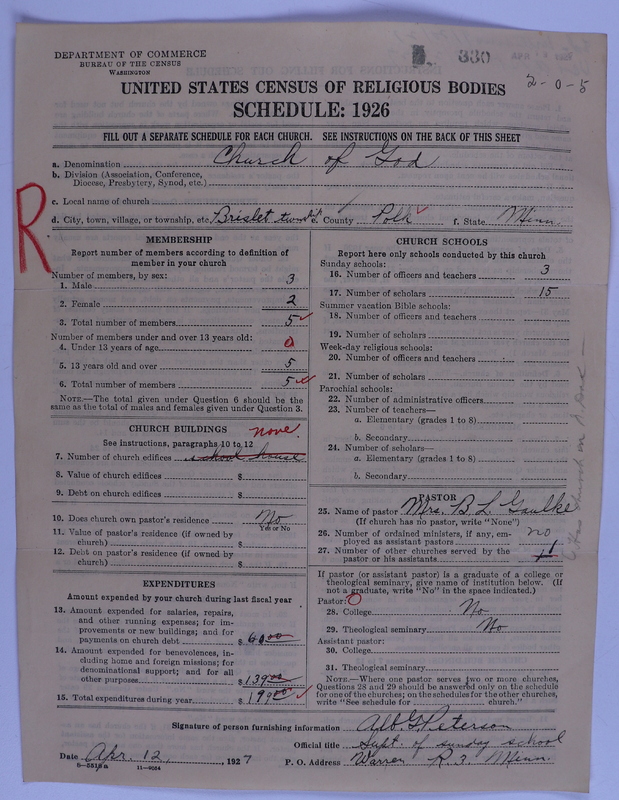 DEPARTMENT OF COMMERCE
BUREAU OF THE CENSUS
WASHINGTON
330
2-0-5
UNITED STATES CENSUS OF RELIGIOUS BODIES
SCHEDULE: 1926
FILL OUT A SEPARATE SCHEDULE FOR EACH CHURCH. SEE INSTRUCTIONS ON THE BACK OF THIS SHEET
R
a. Denomination Church of God
b. Division (Association, Conference,
Diocese, Presbytery, Synod, etc.)
c. Local name of church
d. City, town, village, or township, etc. Brislet County Polk f. State Minn.
MEMBERSHIP
Report number of members according to definition of
member in your church
Number of members, by sex:
1. Male 3
2. Female 2
3. Total number of members 5
Number of members under and over 13 years old:
4. Under 13 years of age 0
5. 13 years old and over 5
6. Total number of members 5
NOTE.—The total given under Question 6 should be
the same as the total of males and females given under Question 3.
CHURCH BUILDINGS none
See instructions, paragraphs 10 to 12
7. Number of church edifices school house
8. Value of church edifices $
9. Debt on church edifices $
10. Does church own pastor's residence No
Yes or No
11. Value of pastor's residence (if owned by
church) $
12. Debt on pastor's residence (if owned by
church) $
EXPENDITURES
Amount expended by your church during last fiscal year
13. Amount expended for salaries, repairs,
and other running expenses; for im-
provements or new buildings; and for
payments on church debt $ 60.00
14. Amount expended for benevolences, in-
cluding home and foreign missions; for
denominational support; and for all
other purposes $ 139.00
15. Total expenditures during year $ 199.00
CHURCH SCHOOLS
Report here only schools conducted by this church
Sunday schools:
16. Number of officers and teachers 3
17. Number of scholars 15
Summer vacation Bible schools:
18. Number of officers and teachers
19. Number of scholars
Week-day religious schools:
20. Number of officers and teachers
21. Number of scholars
Parochial schools:
22. Number of administrative officers
23. Number of teachers—
a. Elementary (grades 1 to 8)
b. Secondary
24. Number of scholars—
a. Elementary (grades 1 to 8)
b. Secondary
PASTOR
25. Name of pastor Mrs. B. L. Gaulke
(If church has no pastor, write "None")
26. Number of ordained ministers, if any, em-
ployed as assistant pastors no
27. Number of other churches served by the
pastor or his assistants 1
If pastor (or assistant pastor) is a graduate of a college or
theological seminary, give name of institution below. (If
not a graduate, write "No" in the space indicated.)
Pastor:
28. College No
29. Theological seminary No
Assistant pastor:
30. College
31. Theological seminary
NOTE.—Where one pastor serves two or more churches,
Questions 28 and 29 should be answered only on the schedule
for one of the churches; on the schedules for the other churches,
write "See schedule for church."
Signature of person furnishing information Alb G. Peterson
Official title Supt. of sunday school
Date Apr. 12, 1927 P. O. Address Warren R. 3. Minn.
11-4054